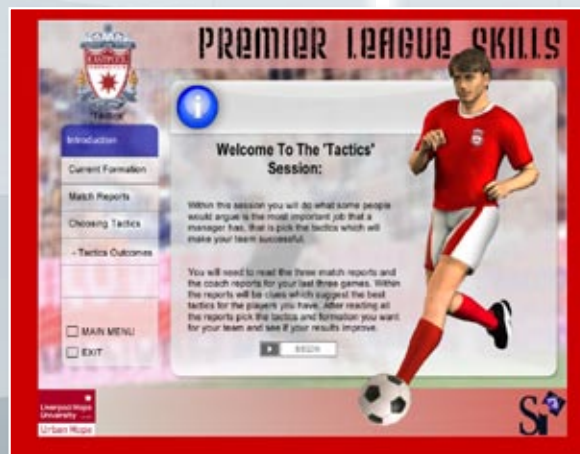 PREMIER LEAGUE SKILLS
EASTPOOL
'Tactics'
Introduction
Current Formation
Match Reports
Choosing Tactics
- Tactics Outcomes
MAIN MENU
EXIT
i
Welcome To The 'Tactics'
Session:
Within this session you will do what some people
would argue is the most important job that a
manager has, that is pick the tactics which will
make your team successful.
You will need to read the three match reports and
the coach reports for your last three games. Within
the reports will be clues which suggest the best
tactics for the players you have. After reading all
the reports pick the tactics and formation you want
for your team and see if your results improve.
BEGIN
Liverpool Hope
University
Urban Hope